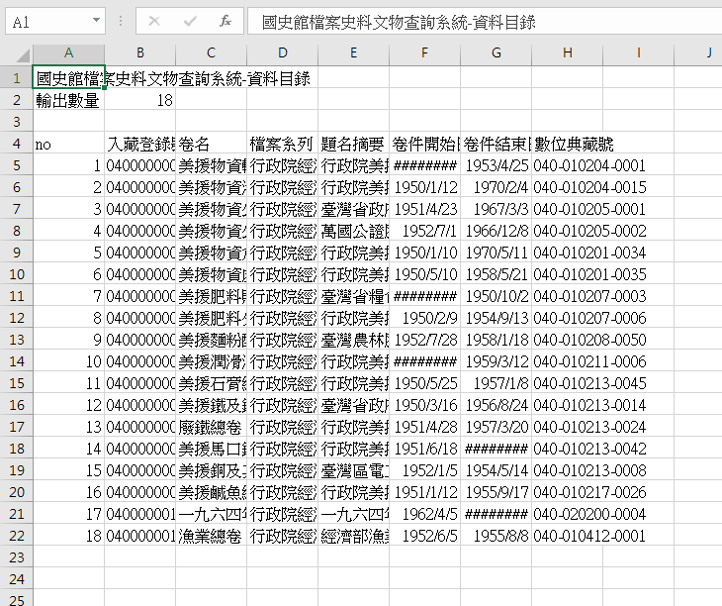 A1 fx 國史館檔案史料文物查詢系統-資料目錄
A B C D E F G H I J
1 國史館檔案史料文物查詢系統-資料目錄
2 輸出數量 18
3
4 no 入藏登錄 卷名 檔案系列 題名摘要 卷件開始 卷件結束 數位典藏號
5 1 040000000 美援物資 行政院經 行政院美 ######## 1953/4/25 040-010204-0001
6 2 040000000 美援物資 行政院經 行政院美 1950/1/12 1970/2/4 040-010204-0015
7 3 040000000 美援物資 行政院經 臺灣省政 1951/4/23 1967/3/3 040-010205-0001
8 4 040000000 美援物資 行政院經 萬國公證 1952/7/1 1966/12/8 040-010205-0002
9 5 040000000 美援物資 行政院經 行政院美 1950/1/10 1970/5/11 040-010201-0034
10 6 040000000 美援物資 行政院經 行政院美 1950/5/10 1958/5/21 040-010201-0035
11 7 040000000 美援肥料 行政院經 臺灣省糧 ######## 1950/10/2 040-010207-0003
12 8 040000000 美援肥料 行政院經 行政院美 1950/2/9 1954/9/13 040-010207-0006
13 9 040000000 美援麵粉 行政院經 臺灣農林 1952/7/28 1958/1/18 040-010208-0050
14 10 040000000 美援潤滑 行政院經 行政院美 ######## 1959/3/12 040-010211-0006
15 11 040000000 美援石膏 行政院經 行政院美 1950/5/25 1957/1/8 040-010213-0045
16 12 040000000 美援鐵及 行政院經 臺灣省政 1950/3/16 1956/8/24 040-010213-0014
17 13 040000000 廢鐵總卷 行政院經 行政院美 1951/4/28 1957/3/20 040-010213-0024
18 14 040000000 美援馬口 行政院經 行政院美 1951/6/18 ######## 040-010213-0042
19 15 040000000 美援銅及 行政院經 臺灣區電 1952/1/5 1954/5/14 040-010213-0008
20 16 040000000 美援鹹魚 行政院經 行政院美 1951/1/12 1955/9/17 040-010217-0026
21 17 040000001 一九六四 行政院經 一九六四 1962/4/5 ######## 040-020200-0004
22 18 040000001 漁業總卷 行政院經 經濟部漁 1952/6/5 1955/8/8 040-010412-0001
23
24
25